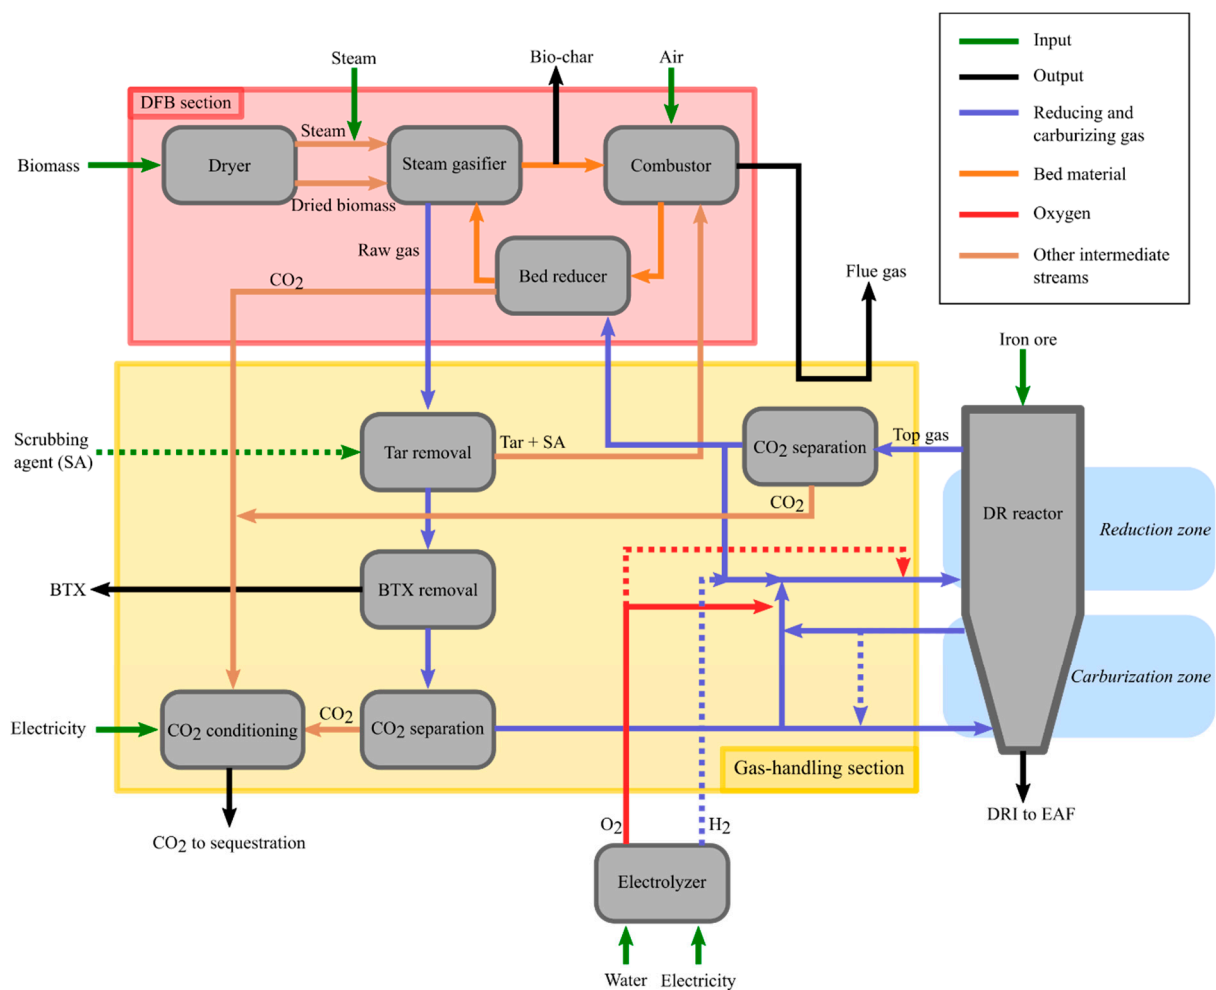 Input
Output
Reducing and
carburizing gas
Bed material
Oxygen
Other intermediate
streams
Steam
Bio-char
Air
DFB section
Steam
Biomass
Dryer
Steam gasifier
Combustor
Dried biomass
Raw gas
CO2
Bed reducer
Flue gas
Iron ore
Scrubbing
agent (SA)
Tar removal
Tar + SA
CO2 separation
Top gas
CO2
DR reactor
Reduction zone
BTX
BTX removal
Carburization zone
Electricity
CO2 conditioning
CO2
CO2 separation
Gas-handling section
CO2 to sequestration
O2
H2
DRI to EAF
Electrolyzer
Water
Electricity